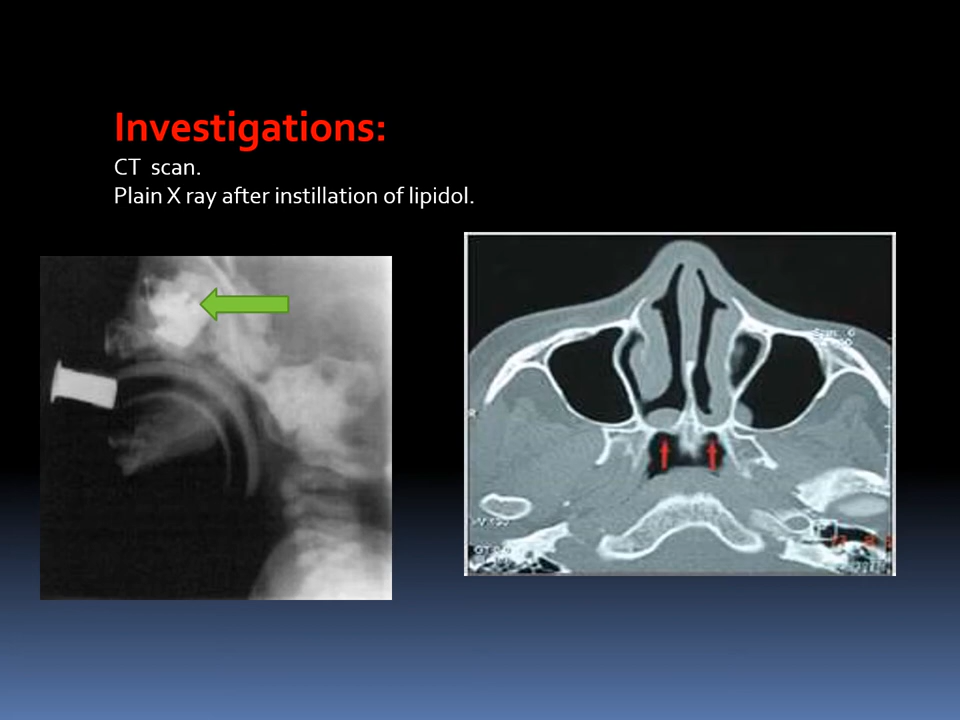 Investigations:
CT scan.
Plain X ray after instillation of lipidol.